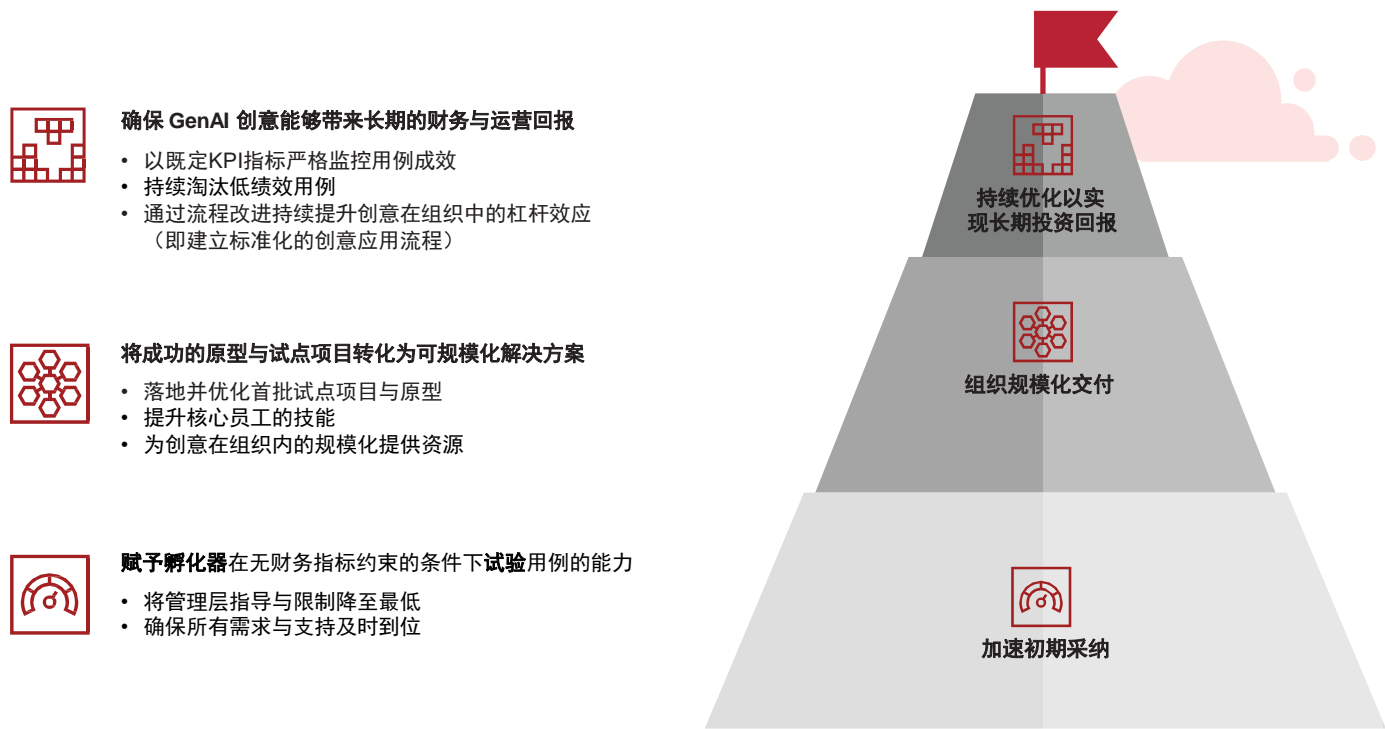 确保 GenAI 创意能够带来长期的财务与运营回报
• 以既定KPI指标严格监控用例成效
• 持续淘汰低绩效用例
• 通过流程改进持续提升创意在组织中的杠杆效应
（即建立标准化的创意应用流程）
将成功的原型与试点项目转化为可规模化解决方案
• 落地并优化首批试点项目与原型
• 提升核心员工的技能
• 为创意在组织内的规模化提供资源
赋予孵化器在无财务指标约束的条件下试验用例的能力
• 将管理层指导与限制降至最低
• 确保所有需求与支持及时到位
持续优化以实
现长期投资回报
组织规模化交付
加速初期采纳